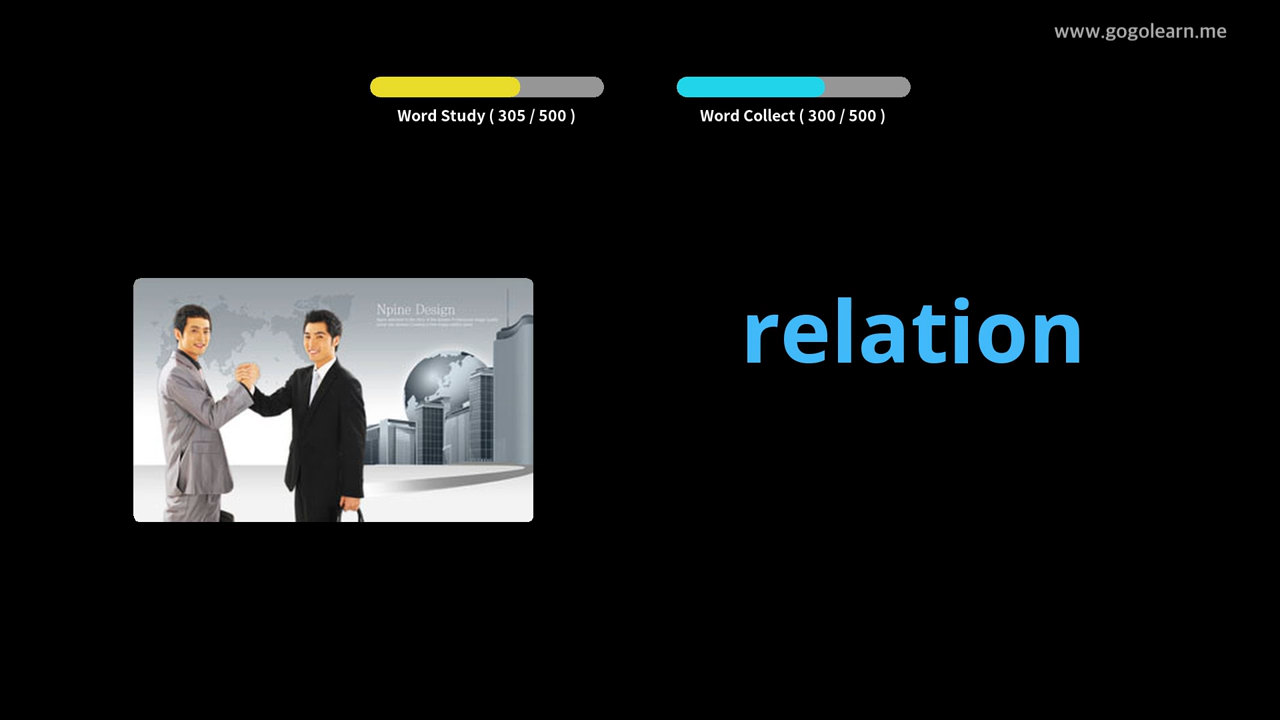 www.gogolearn.me
Word Study ( 305 / 500 )
Word Collect ( 300 / 500 )
Npine Design
relation